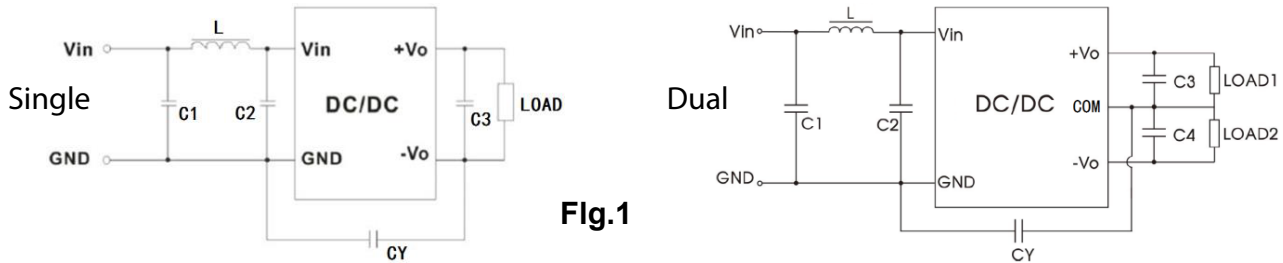 Single
L
Vin
Vin
+Vo
C1
C2
DC/DC
C3
LOAD
GND
GND
-Vo
CY
FIg.1
Dual
L
Vin
Vin
+Vo
C3
LOAD1
C1
C2
DC/DC
COM
C4
LOAD2
-Vo
GND
GND
CY